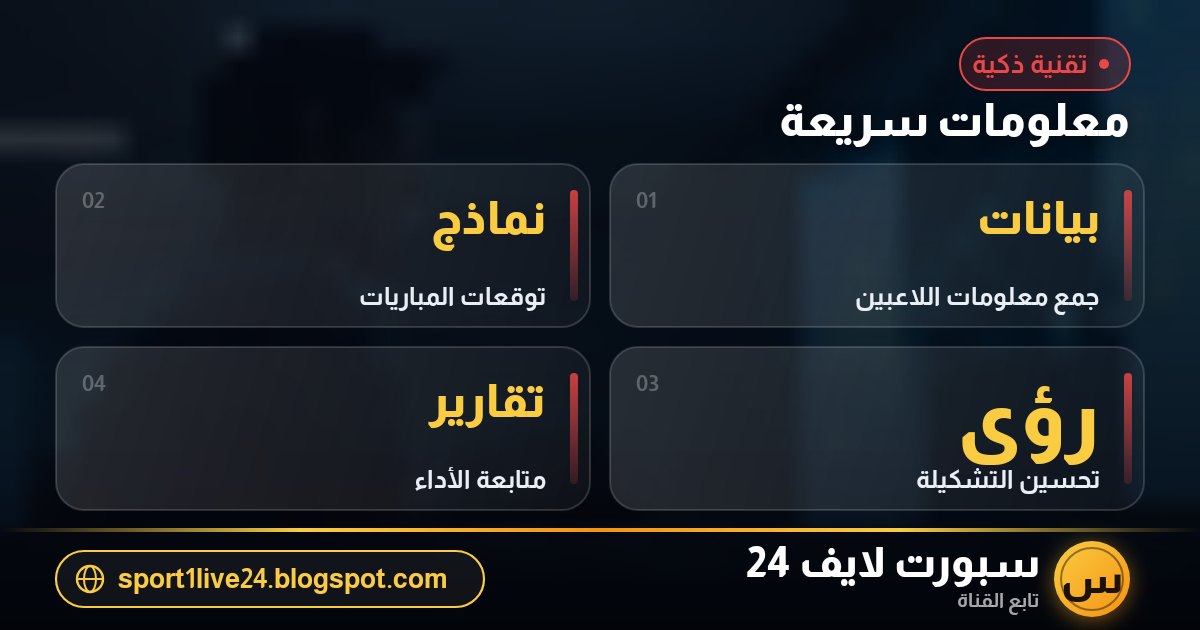 • تقنية ذكية
معلومات سريعة
01
بيانات
جمع معلومات اللاعبين
02
نماذج
توقعات المباريات
03
رؤى
تحسين التشكيلة
04
تقارير
متابعة الأداء
س
سبورت لايف 24
تابع القناة
sport1live24.blogspot.com